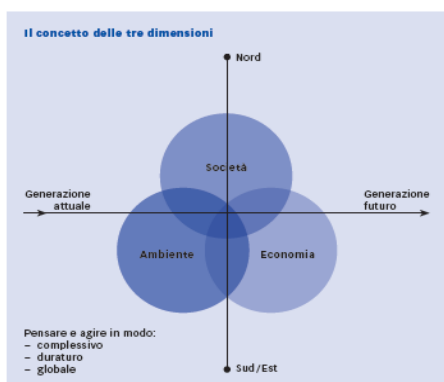 Il concetto delle tre dimensioni
Nord
Società
Generazione
attuale
Generazione
futuro
Ambiente
Economia
Pensare e agire in modo:
– complessivo
– duraturo
– globale
Sud/Est